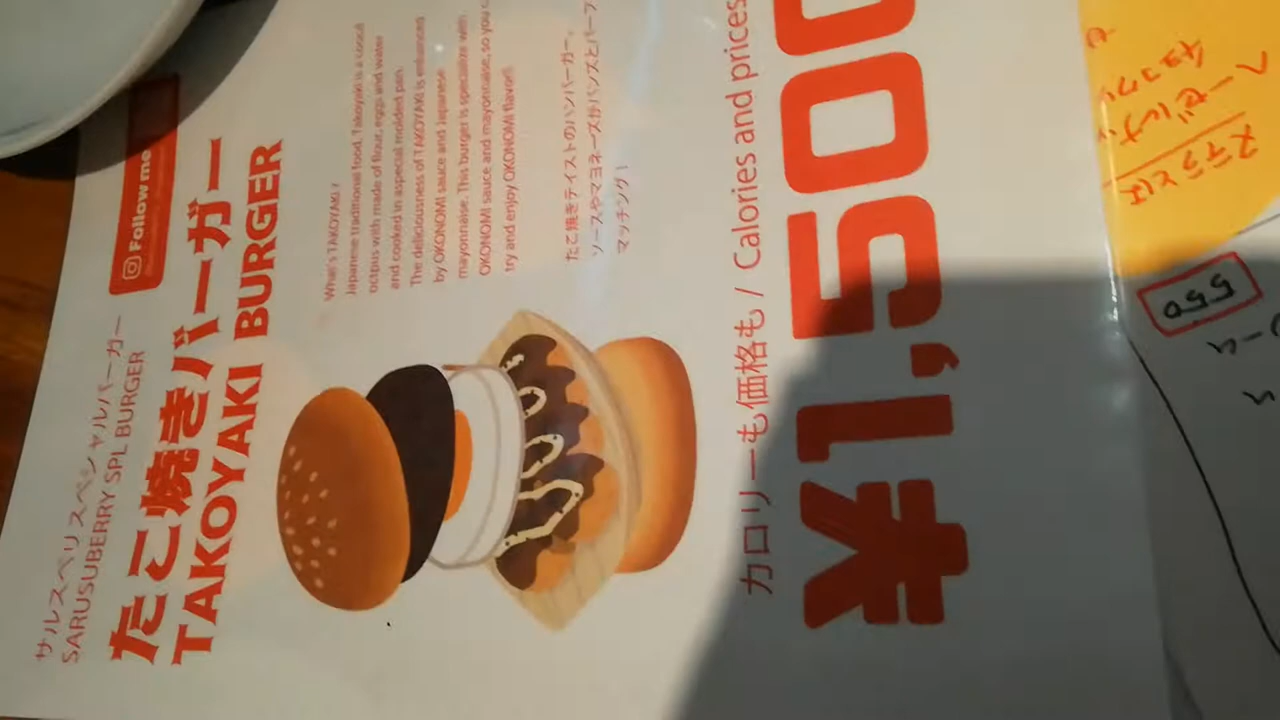 サルスベリスペシャルバーガー
SARUSUBERRY SPL BURGER
たこ焼きバーガー
TAKOYAKI BURGER
Follow me
What's TAKOYAKI ?
Japanese traditional food. Takoyaki is a
octpus with made of flour, eggs and water
and cooked in aspecial molded pan.
The deliciousness of TAKOYAKI is enhanced
by OKONOMI sauce and Japanese
mayonnaise. This burger is specialize with
OKONOMI sauce and mayonnaise, so you
try and enjoy OKONOMI flavor!!
たこ焼きテイストのハンバーガー。
ソースやマヨネーズがバンズとパー
マッチング！
カロリーも価格も / Calories and prices
¥1,500
550